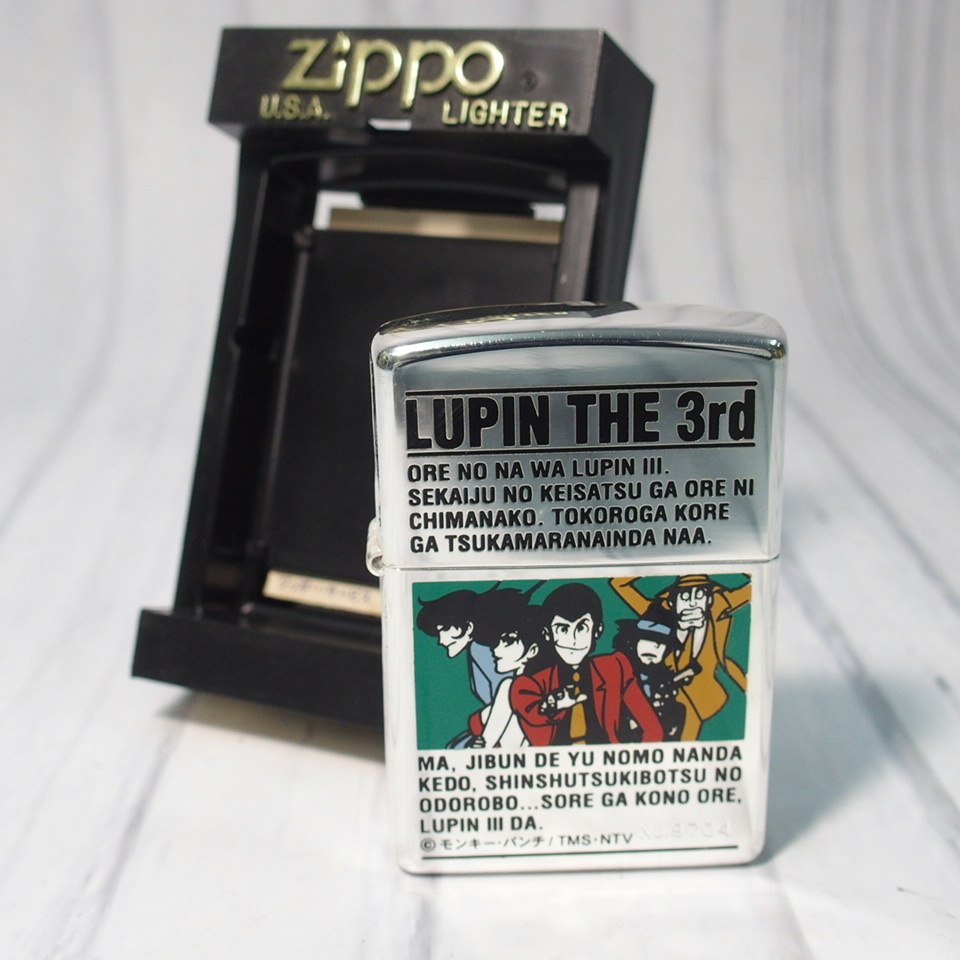 Zippo ®
U.S.A. LIGHTER
LUPIN THE 3rd
ORE NO NA WA LUPIN III.
SEKAIJU NO KEISATSU GA ORE NI
CHIMANAKO. TOKOROGA KORE
GA TSUKAMARANAINDA NAA.
MA, JIBUN DE YU NOMO NANDA
KEDO, SHINSHUTSUKIBOTSU NO
ODOROBO...SORE GA KONO ORE,
LUPIN III DA.
©モンキー・パンチ/TMS・NTV